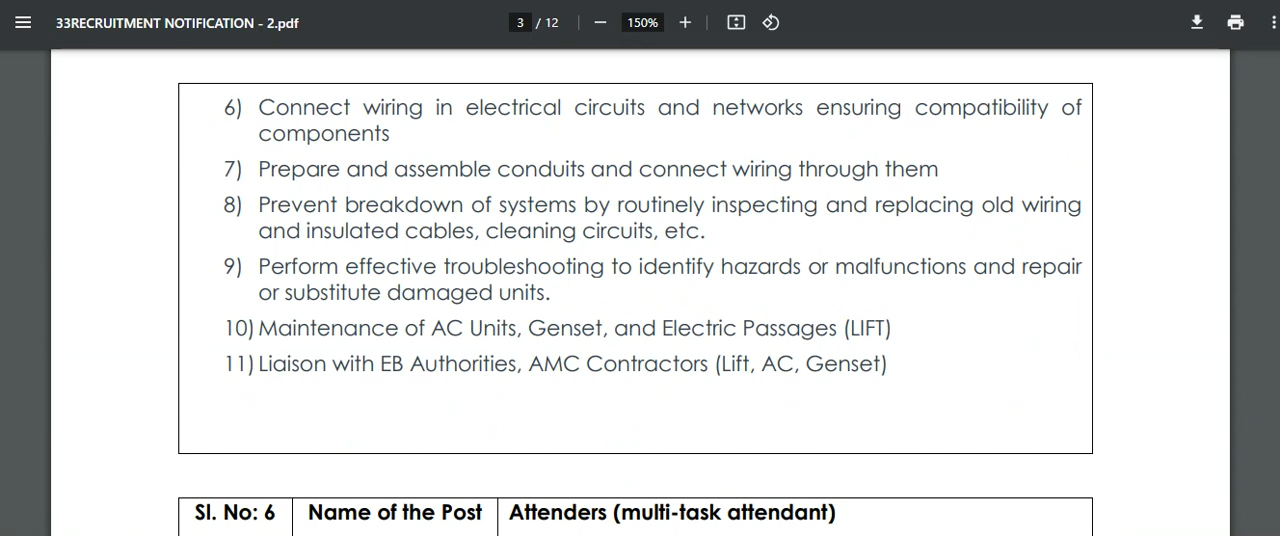 33RECRUITMENT NOTIFICATION - 2.pdf
3 / 12
150%
6) Connect wiring in electrical circuits and networks ensuring compatibility of
components
7) Prepare and assemble conduits and connect wiring through them
8) Prevent breakdown of systems by routinely inspecting and replacing old wiring
and insulated cables, cleaning circuits, etc.
9) Perform effective troubleshooting to identify hazards or malfunctions and repair
or substitute damaged units.
10) Maintenance of AC Units, Genset, and Electric Passages (LIFT)
11) Liaison with EB Authorities, AMC Contractors (Lift, AC, Genset)
Sl. No: 6 Name of the Post Attenders (multi-task attendant)